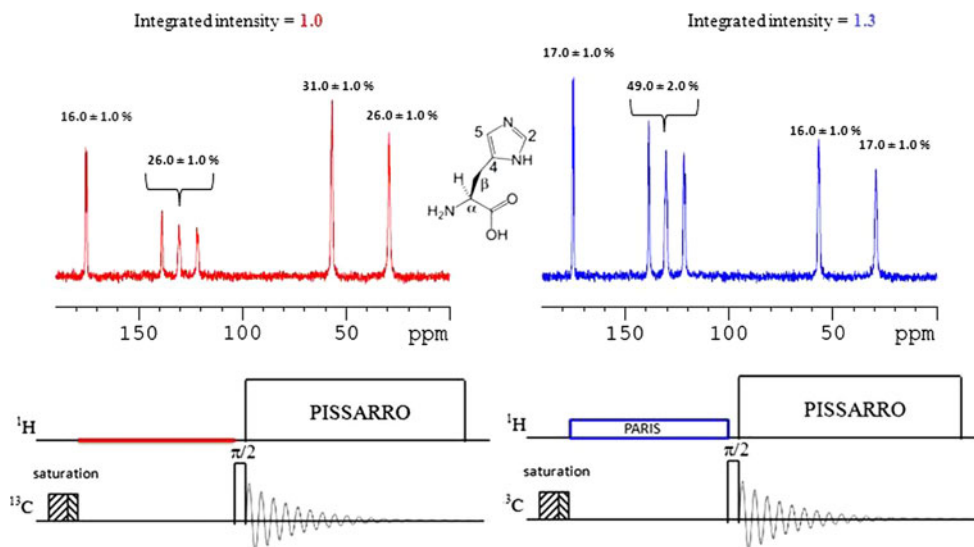 Integrated intensity = 1.0
16.0 ± 1.0 %
26.0 ± 1.0 %
31.0 ± 1.0 %
26.0 ± 1.0 %
150 100 50 ppm
N
5
2
4
NH
H
β
α
O
H₂N
OH
Integrated intensity = 1.3
17.0 ± 1.0 %
49.0 ± 2.0 %
16.0 ± 1.0 %
17.0 ± 1.0 %
150 100 50 ppm
PISSARRO
¹H
π/2
saturation
¹³C
PISSARRO
¹H
PARIS
π/2
saturation
³C